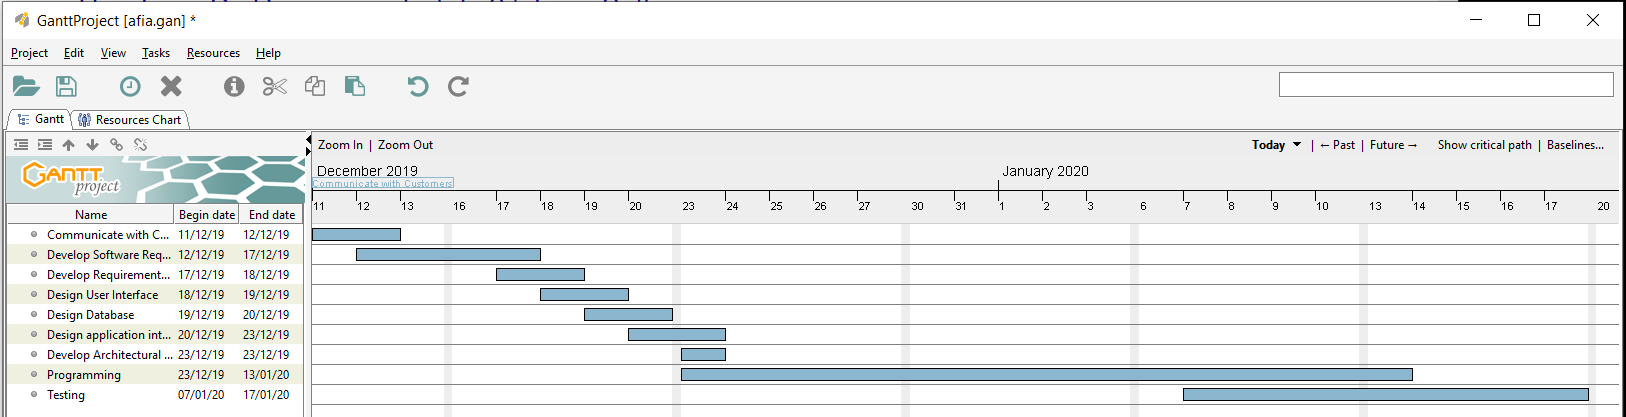 GanttProject [afia.gan] *
Project Edit View Tasks Resources Help
Gantt Resources Chart
Zoom In | Zoom Out Today | ←Past | Future→ Show critical path | Baselines...
GANTT
project
December 2019 January 2020
Communicate with Customers
11 12 13 16 17 18 19 20 23 24 25 26 27 30 31 1 2 3 6 7 8 9 10 13 14 15 16 17 20
Name Begin date End date
Communicate with C... 11/12/19 12/12/19
Develop Software Req... 12/12/19 17/12/19
Develop Requirement... 17/12/19 18/12/19
Design User Interface 18/12/19 19/12/19
Design Database 19/12/19 20/12/19
Design application int... 20/12/19 23/12/19
Develop Architectural ... 23/12/19 23/12/19
Programming 23/12/19 13/01/20
Testing 07/01/20 17/01/20